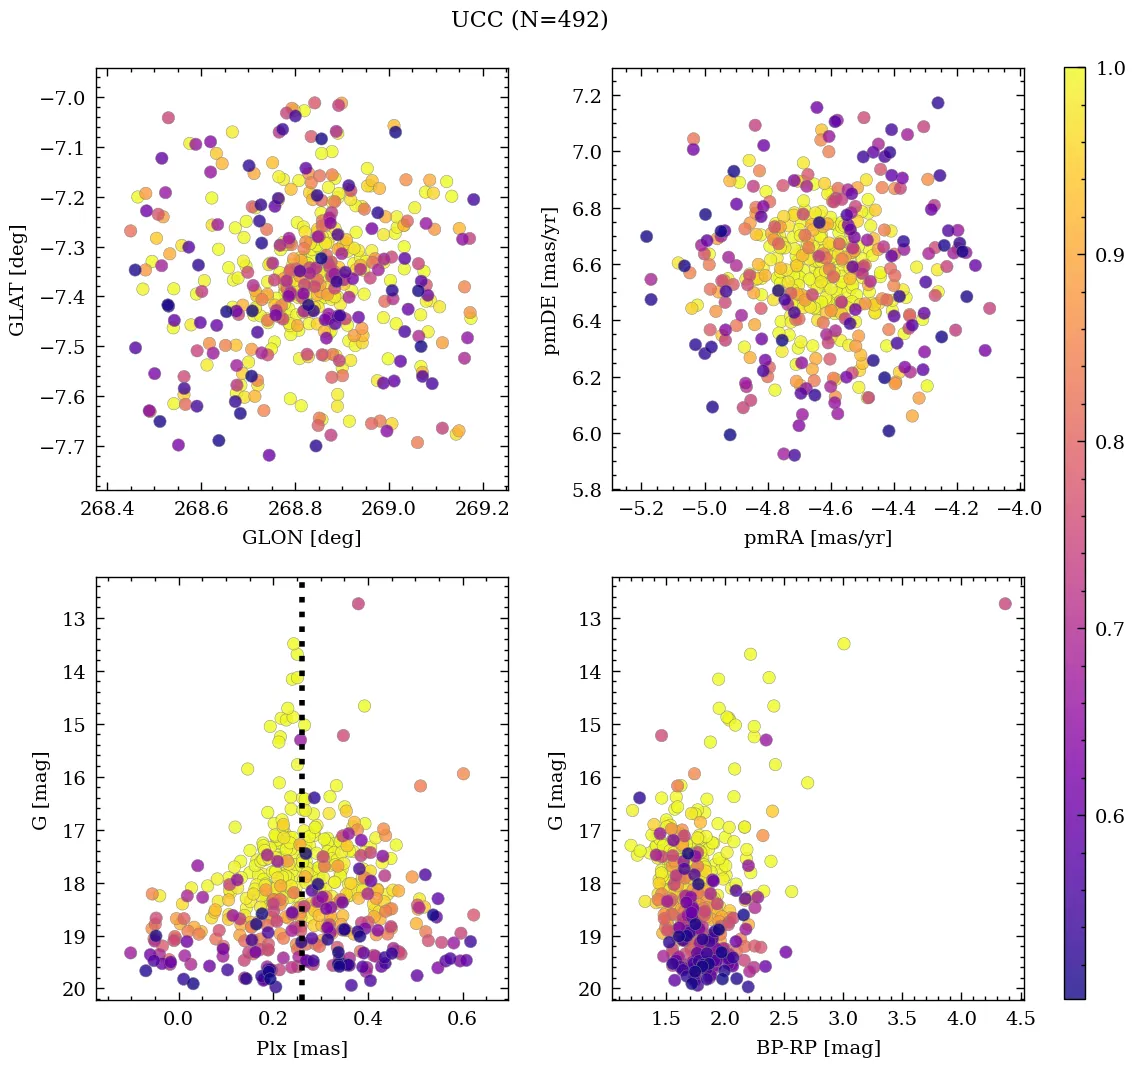 UCC (N=492)
−7.0
−7.1
−7.2
−7.3
−7.4
−7.5
−7.6
−7.7
GLAT [deg]
268.4 268.6 268.8 269.0 269.2
GLON [deg]
7.2
7.0
6.8
6.6
6.4
6.2
6.0
5.8
pmDE [mas/yr]
−5.2 −5.0 −4.8 −4.6 −4.4 −4.2 −4.0
pmRA [mas/yr]
13
14
15
16
17
18
19
20
G [mag]
0.0 0.2 0.4 0.6
Plx [mas]
13
14
15
16
17
18
19
20
G [mag]
1.5 2.0 2.5 3.0 3.5 4.0 4.5
BP-RP [mag]
1.0
0.9
0.8
0.7
0.6